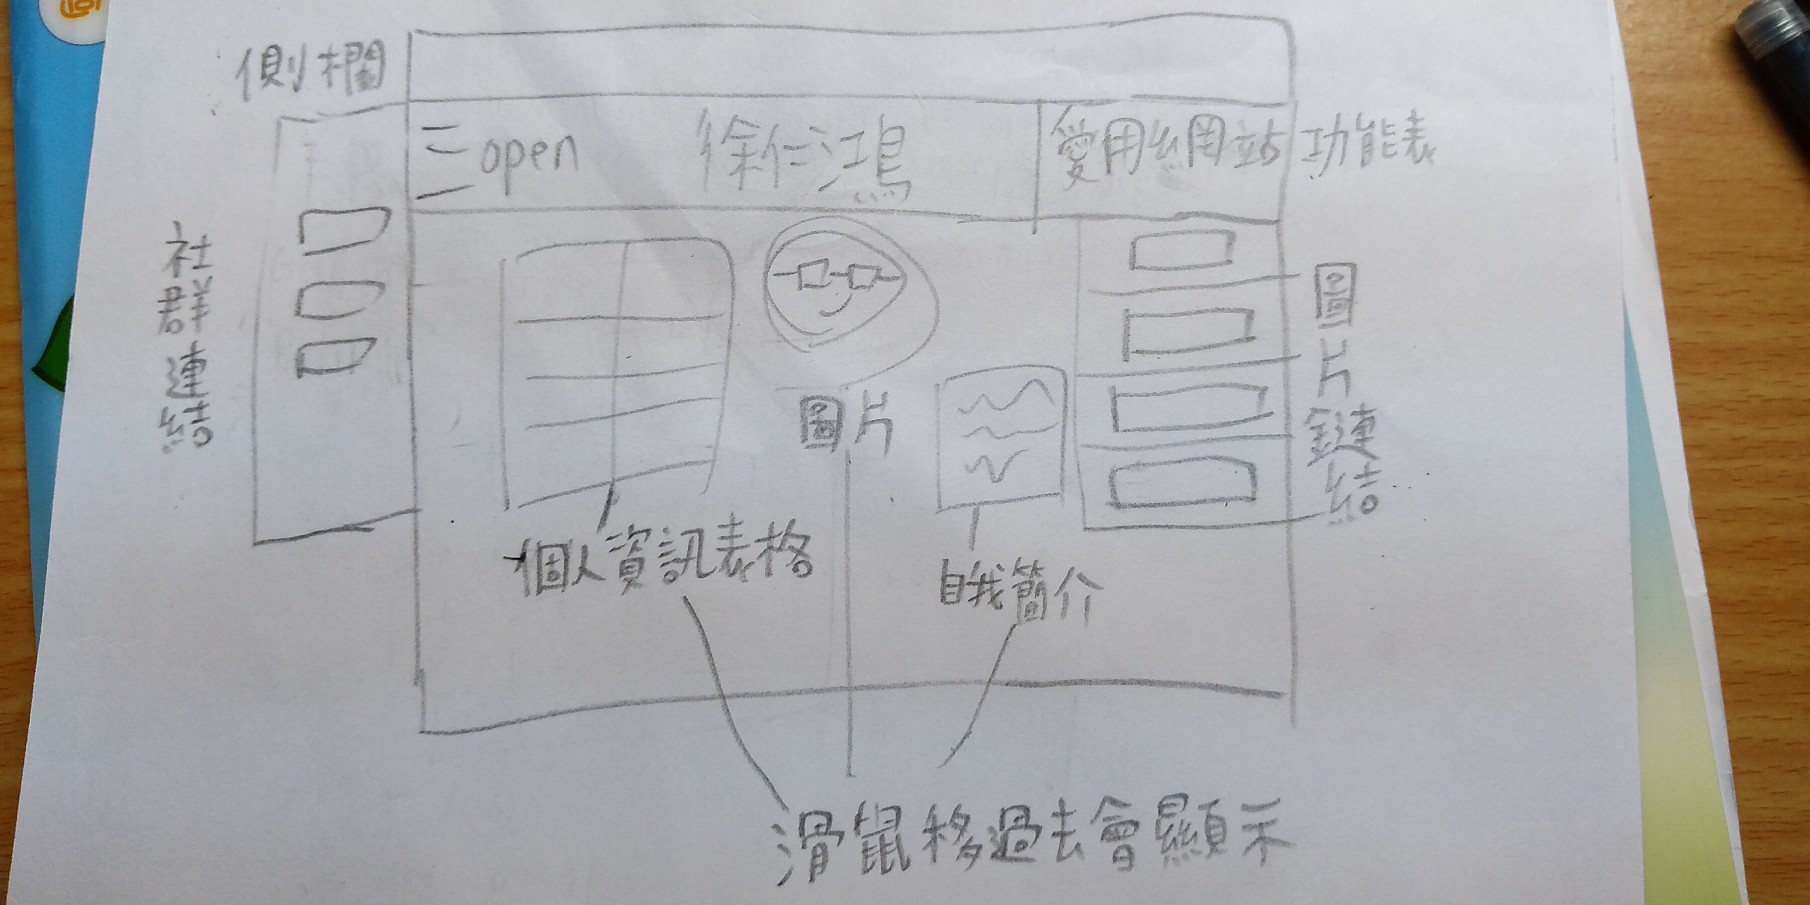 側欄
open
徐仁鴻
愛用網站
功能表
社群連結
圖片鏈結
圖片
個人資訊表格
自我簡介
滑鼠移過去會顯示